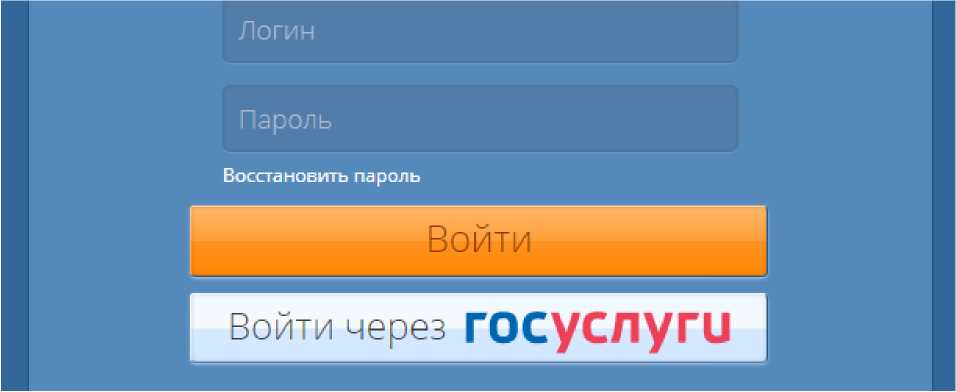 Логин
Пароль
Восстановить пароль
Войти
Войти через госуслуги